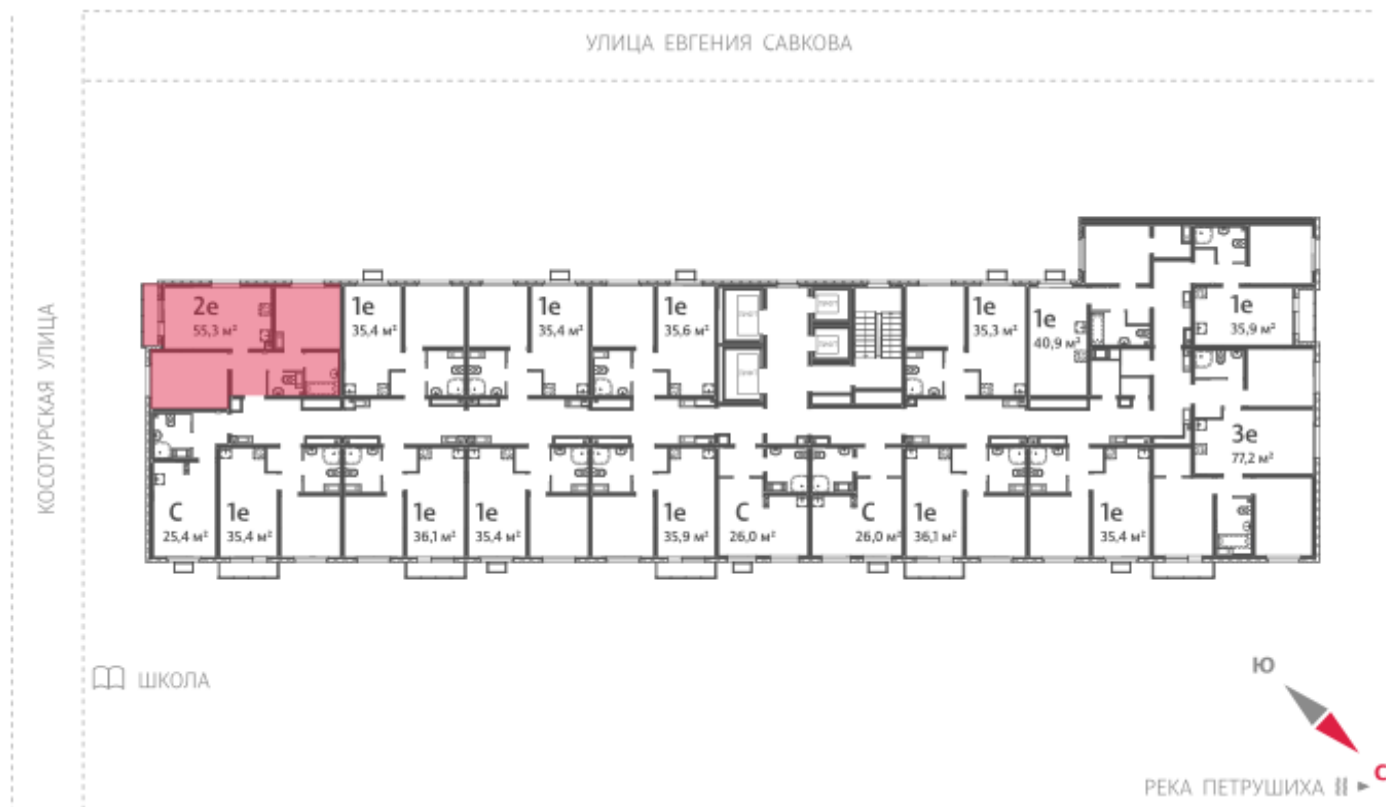 УЛИЦА ЕВГЕНИЯ САВКОВА
КОСОТУРСКАЯ УЛИЦА
2е
55,3 м²
1е
35,4 м²
1е
35,4 м²
1е
35,6 м²
1е
35,3 м²
1е
40,9 м²
1е
35,9 м²
3е
77,2 м²
С
25,4 м²
1е
35,4 м²
1е
36,1 м²
1е
35,4 м²
1е
35,9 м²
С
26,0 м²
С
26,0 м²
1е
36,1 м²
1е
35,4 м²
ШКОЛА
Ю
С
РЕКА ПЕТРУШИХА